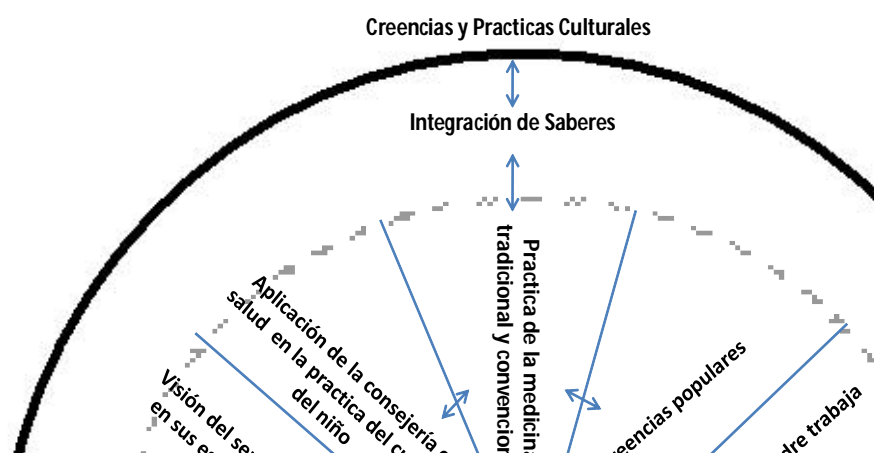 Creencias y Practicas Culturales
Integración de Saberes
Practica de la medicina
tradicional y
Aplicación de la consejería
salud en la practica del
del niño
Visión del
en sus
populares
trabaja